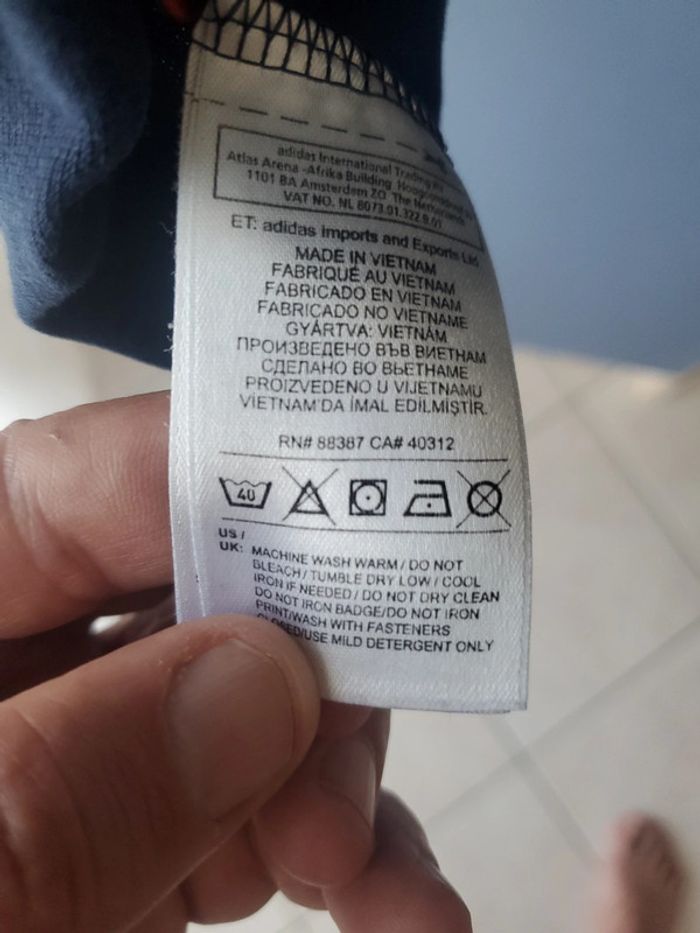 adidas International Trading
Atlas Arena -Afrika Building Hoogoorddreef
1101 BA Amsterdam ZO The Netherlands
VAT NO. NL 8073.01.322.B.01
ET: adidas imports and Exports Ltd
MADE IN VIETNAM
FABRIQUÉ AU VIETNAM
FABRICADO EN VIETNAM
FABRICADO NO VIETNAME
GYÁRTVA: VIETNÁM
ПРОИЗВЕДЕНО ВЪВ ВИЕТНАМ
СДЕЛАНО ВО ВЬЕТНАМЕ
PROIZVEDENO U VIJETNAMU
VIETNAM'DA İMAL EDİLMİŞTİR.
RN# 88387 CA# 40312
40
US /
UK: MACHINE WASH WARM / DO NOT
BLEACH / TUMBLE DRY LOW / COOL
IRON IF NEEDED / DO NOT DRY CLEAN
DO NOT IRON BADGE/DO NOT IRON
PRINT/WASH WITH FASTENERS
CLOSED/USE MILD DETERGENT ONLY